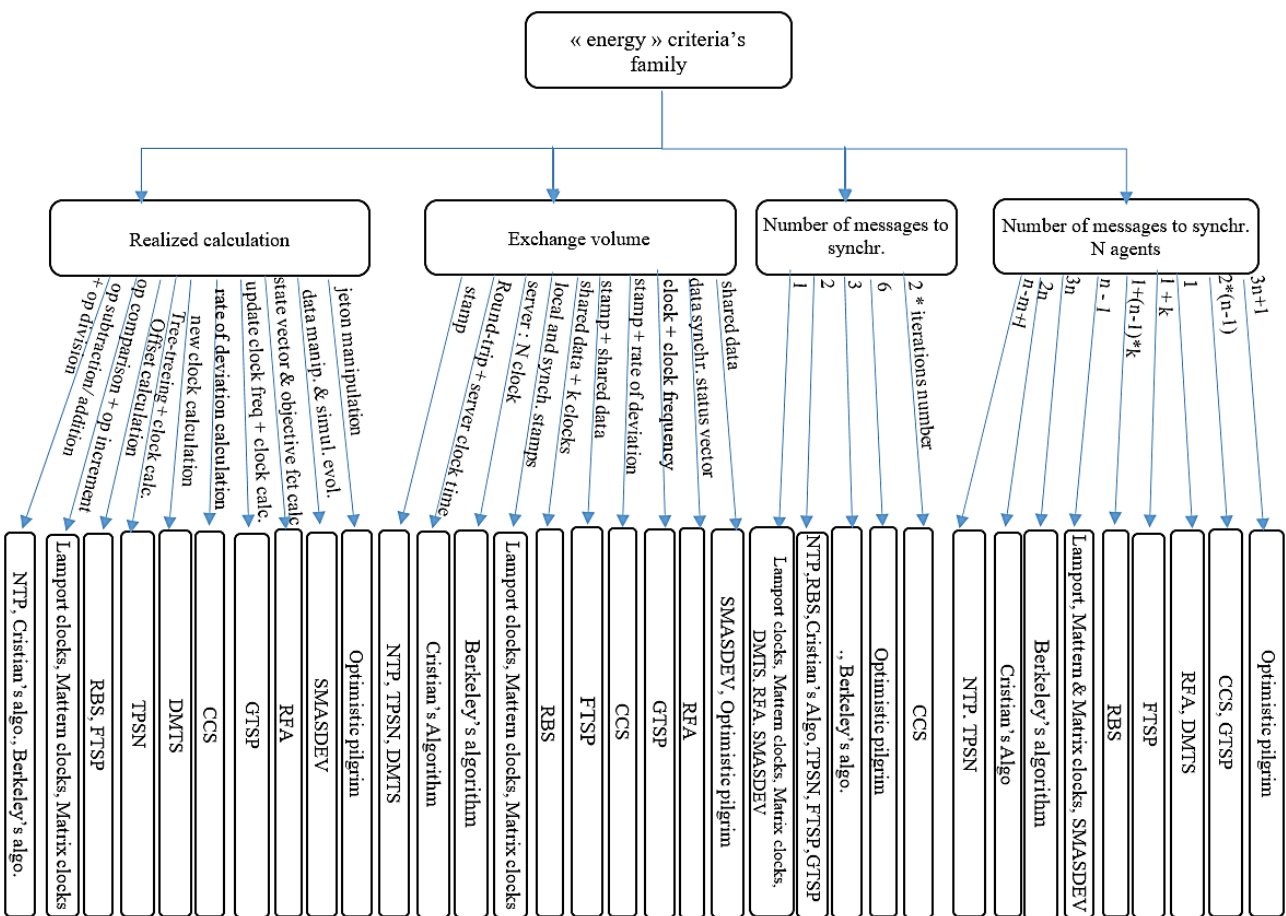 « energy » criteria's
family
Realized calculation
Exchange volume
Number of messages to
synchr.
Number of messages to synchr.
N agents
+ op division
op subtraction/ addition
op comparison + op increment
Offset calculation
Tree-treeing + clock calc.
new clock calculation
rate of deviation calculation
update clock freq + clock calc.
state vector & objective fct calc
data manip. & simul. evol.
jeton manipulation
stamp
Round-trip + server clock time
server : N clock
local and synch. stamps
shared data + k clocks
stamp + shared data
stamp + rate of deviation
clock + clock frequency
data synchr. status vector
shared data
1
2
3
6
2 * iterations number
n-m+1
2n
3n
n - 1
1+(n-1)*k
1 + k
1
2*(n-1)
3n+1
NTP, Cristian's algo., Berkeley's algo.
Lamport clocks, Mattern clocks, Matrix clocks
RBS, FTSP
TPSN
DMTS
CCS
GTSP
RFA
SMASDEV
Optimistic pilgrim
NTP, TPSN, DMTS
Cristian's Algorithm
Berkeley's algorithm
Lamport clocks, Mattern clocks, Matrix clocks
RBS
FTSP
CCS
GTSP
RFA
SMASDEV, Optimistic pilgrim
Lamport clocks, Mattern clocks, Matrix clocks,
DMTS. RFA. SMASDEV
NTP,RBS,Cristian's Algo,TPSN, FTSP,GTSP
., Berkeley's algo.
Optimistic pilgrim
CCS
NTP. TPSN
Cristian's Algo
Berkeley's algorithm
Lamport, Mattern & Matrix clocks, SMASDEV
RBS
FTSP
RFA, DMTS
CCS, GTSP
Optimistic pilgrim